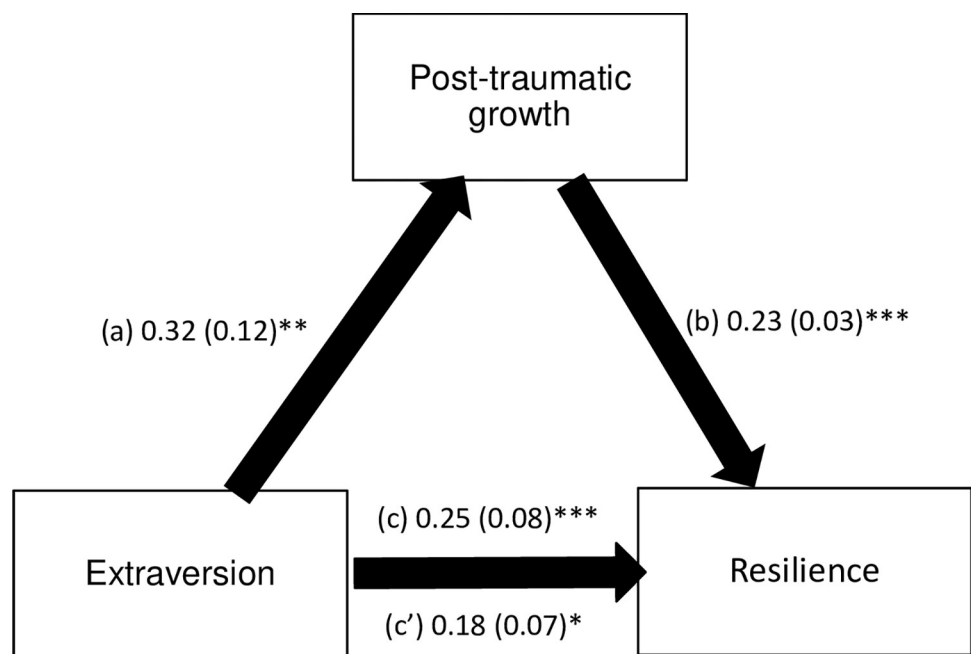 Post-traumatic
growth
(a) 0.32 (0.12)**
(b) 0.23 (0.03)***
(c) 0.25 (0.08)***
Extraversion
Resilience
(c’) 0.18 (0.07)*